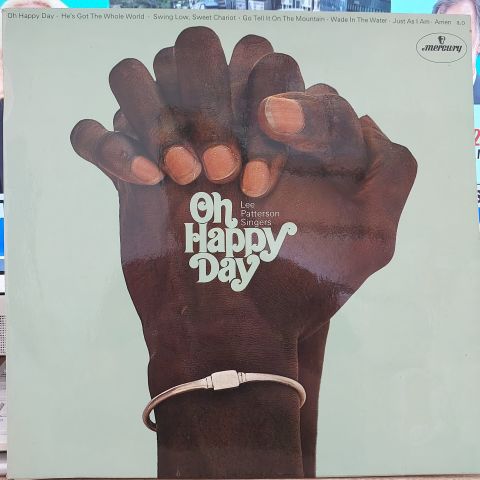 Oh Happy Day · He's Got The Whole World · Swing Low, Sweet Chariot · Go Tell It On The Mountain · Wade In The Water · Just As I Am · Amen
mercury
Oh
Happy
Day
Lee
Patterson
Singers